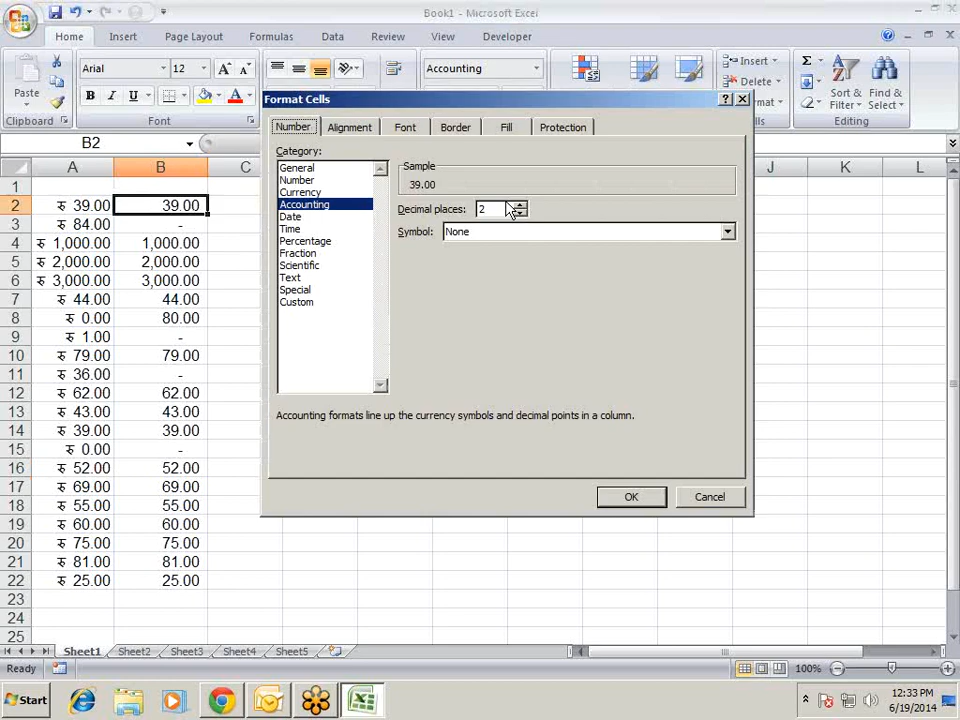 Book1 - Microsoft Excel
Home Insert Page Layout Formulas Data Review View Developer
Paste
Arial 12 A A
Accounting
Insert
Delete
B I U A
Σ
Sort & Filter
Find & Select
Clipboard Font Editing
B2
Format Cells
Number Alignment Font Border Fill Protection
Category:
General
Number
Currency
Accounting
Date
Time
Percentage
Fraction
Scientific
Text
Special
Custom
Sample
39.00
Decimal places: 2
Symbol: None
Accounting formats line up the currency symbols and decimal points in a column.
OK Cancel
A B C J K L
1
2 रु 39.00 39.00
3 रु 84.00 -
4 रु 1,000.00 1,000.00
5 रु 2,000.00 2,000.00
6 रु 3,000.00 3,000.00
7 रु 44.00 44.00
8 रु 0.00 80.00
9 रु 1.00 -
10 रु 79.00 79.00
11 रु 36.00 -
12 रु 62.00 62.00
13 रु 43.00 43.00
14 रु 39.00 39.00
15 रु 0.00 -
16 रु 52.00 52.00
17 रु 69.00 69.00
18 रु 55.00 55.00
19 रु 60.00 60.00
20 रु 75.00 75.00
21 रु 81.00 81.00
22 रु 25.00 25.00
23
24
25
Sheet1 Sheet2 Sheet3 Sheet4 Sheet5
Ready 100%
Start
12:33 PM
6/19/2014